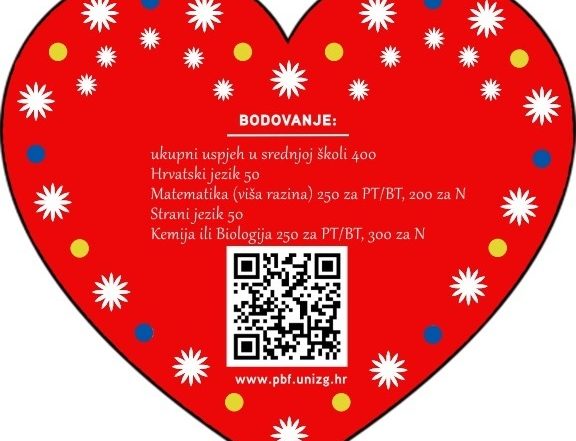 BODOVANJE:
ukupni uspjeh u srednjoj školi 400
Hrvatski jezik 50
Matematika (viša razina) 250 za PT/BT, 200 za N
Strani jezik 50
Kemija ili Biologija 250 za PT/BT, 300 za N
www.pbf.unizg.hr